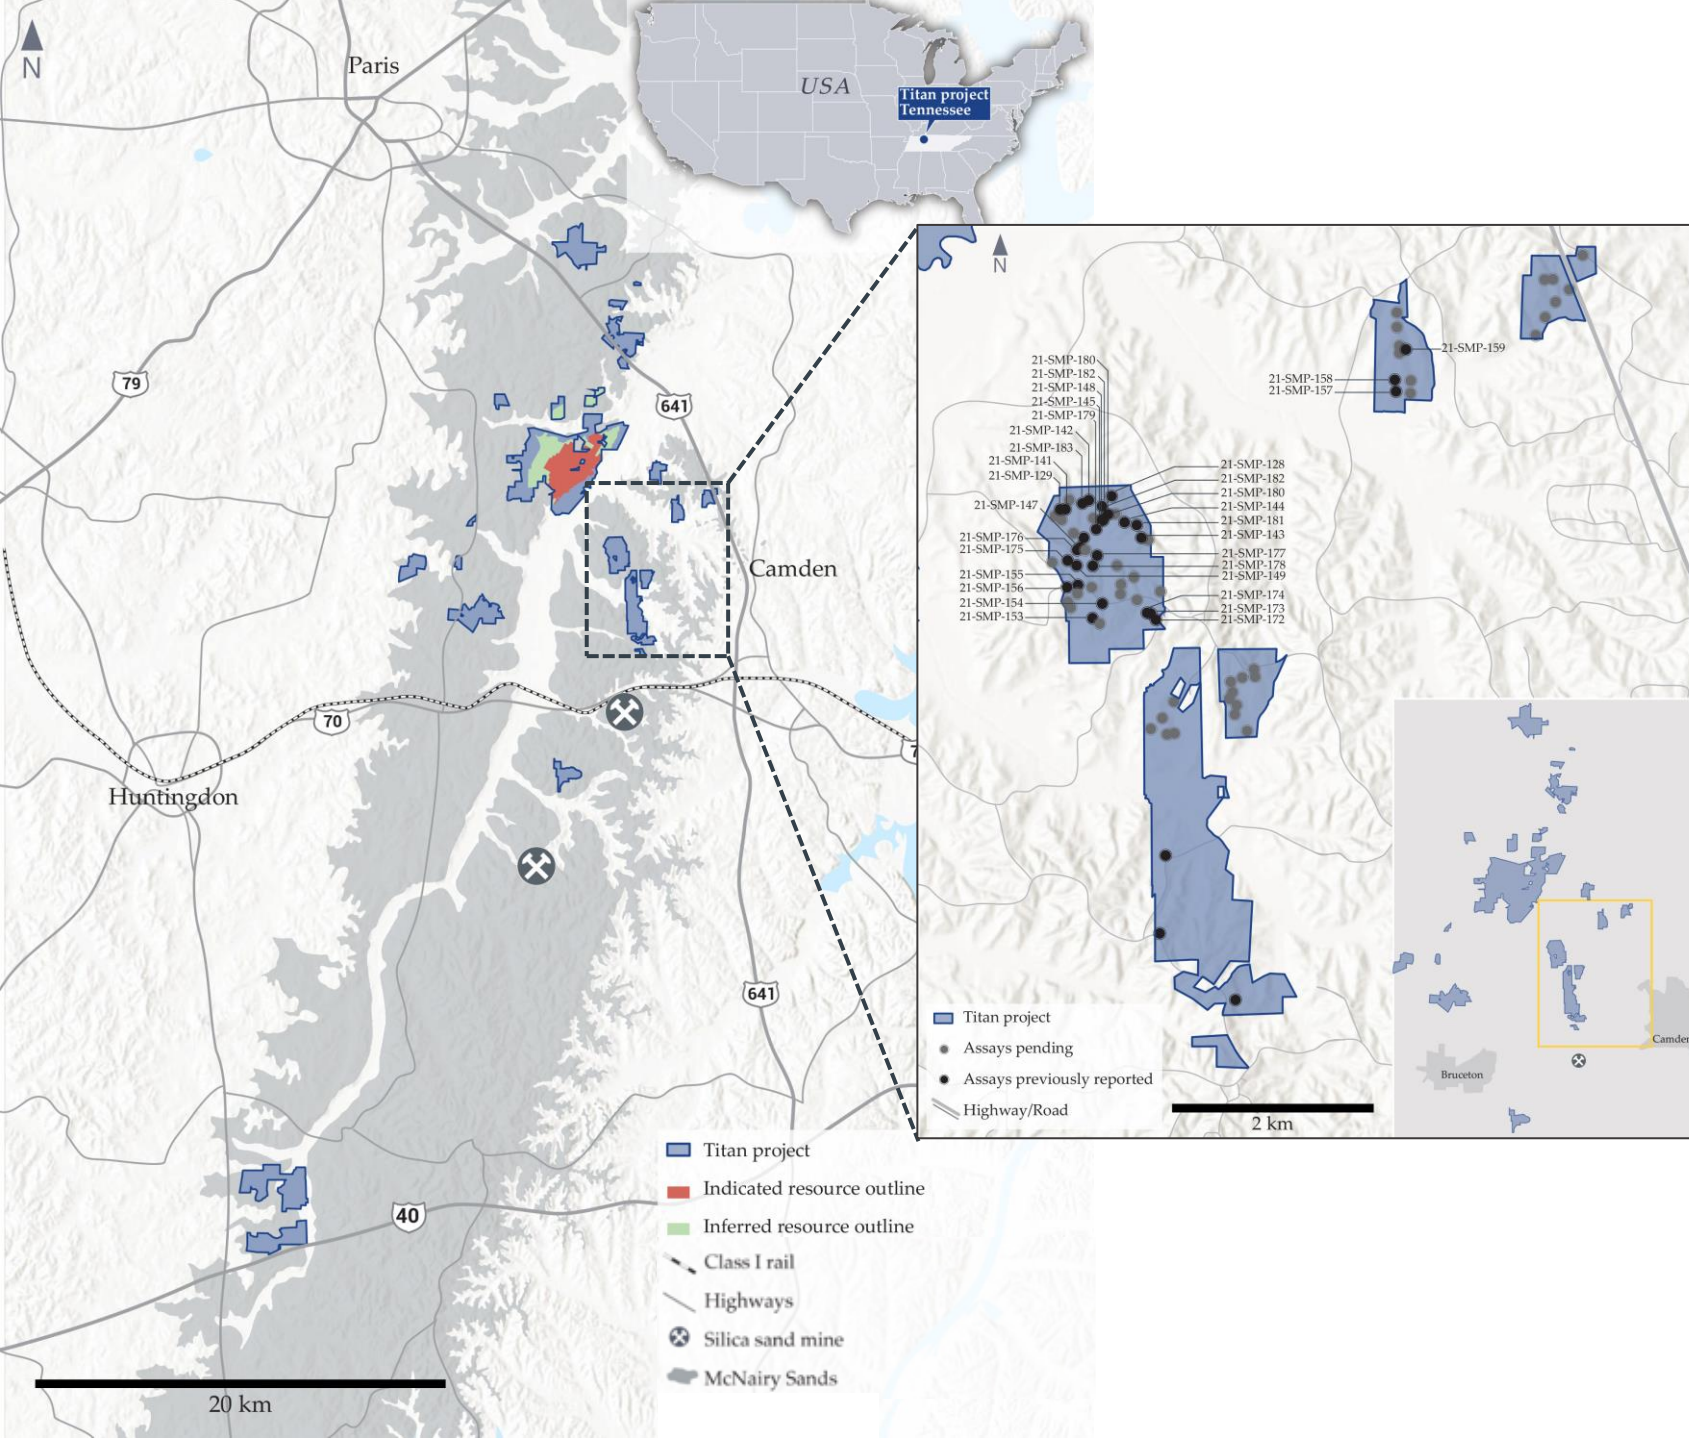 N
Paris
USA
Titan project
Tennessee
79
641
Camden
70
Huntingdon
7
641
40
20 km
Titan project
Indicated resource outline
Inferred resource outline
Class I rail
Highways
Silica sand mine
McNairy Sands
N
21-SMP-159
21-SMP-158
21-SMP-157
21-SMP-180
21-SMP-182
21-SMP-148
21-SMP-145
21-SMP-179
21-SMP-142
21-SMP-183
21-SMP-141
21-SMP-129
21-SMP-147
21-SMP-176
21-SMP-175
21-SMP-155
21-SMP-156
21-SMP-154
21-SMP-153
21-SMP-128
21-SMP-182
21-SMP-180
21-SMP-144
21-SMP-181
21-SMP-143
21-SMP-177
21-SMP-178
21-SMP-149
21-SMP-174
21-SMP-173
21-SMP-172
Titan project
Assays pending
Assays previously reported
Highway/Road
2 km
Camden
Bruceton